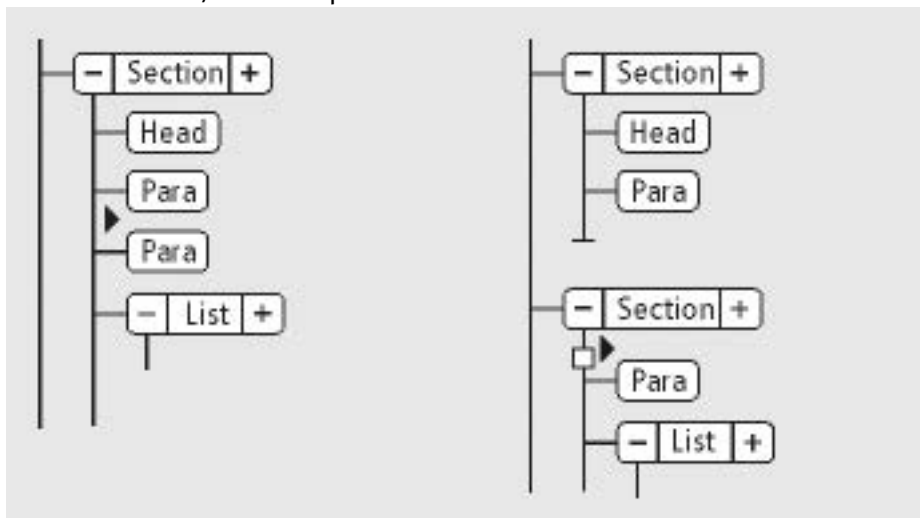 − Section +
Head
Para
Para
− List +
− Section +
Head
Para
− Section +
Para
− List +